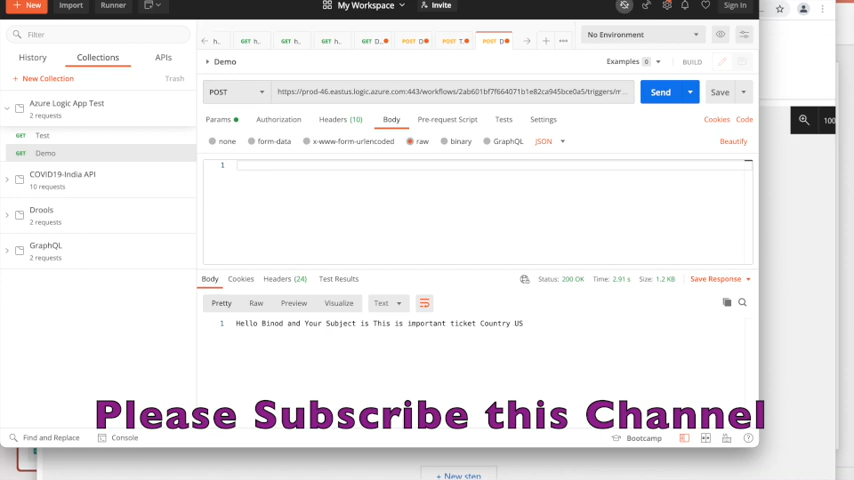 New
Import
Runner
My Workspace
Invite
Sign In
Filter
No Environment
History
Collections
APIs
New Collection
Trash
Demo
Examples 0
BUILD
Azure Logic App Test
2 requests
POST
https://prod-46.eastus.logic.azure.com:443/workflows/2ab601bf7f664071b1e82ca945bce0a5/triggers/m...
Send
Save
GET Test
GET Demo
Params
Authorization
Headers (10)
Body
Pre-request Script
Tests
Settings
Cookies
Code
none
form-data
x-www-form-urlencoded
raw
binary
GraphQL
JSON
Beautify
COVID19-India API
10 requests
Drools
2 requests
GraphQL
2 requests
1
Body
Cookies
Headers (24)
Test Results
Status: 200 OK
Time: 2.91 s
Size: 1.2 KB
Save Response
Pretty
Raw
Preview
Visualize
Text
1 Hello Binod and Your Subject is This is important ticket Country US
Please Subscribe this Channel
Find and Replace
Console
Bootcamp
+ New step
100